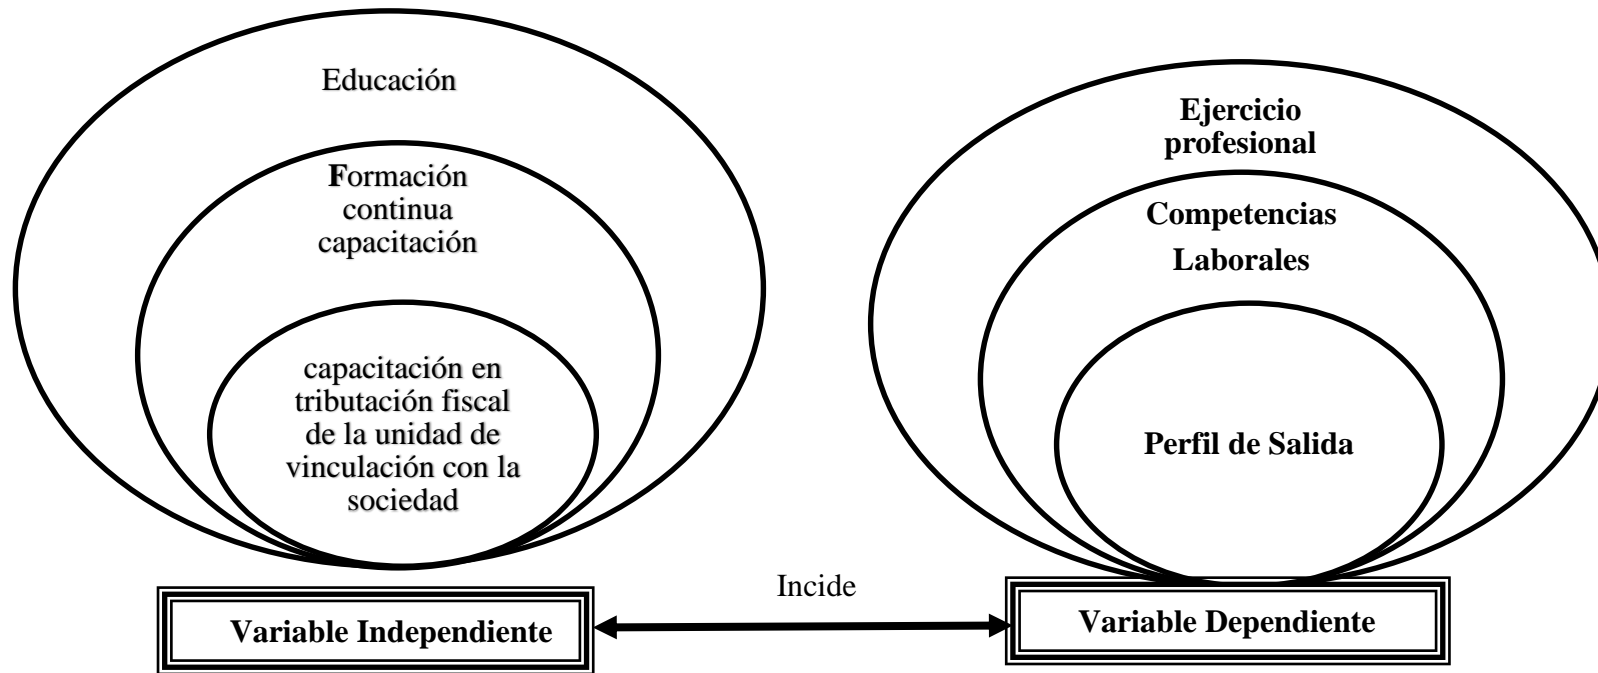 Educación
Formación
continua
capacitación
capacitación en
tributación fiscal
de la unidad de
vinculación con la
sociedad
Variable Independiente
Incide
Ejercicio
profesional
Competencias
Laborales
Perfil de Salida
Variable Dependiente